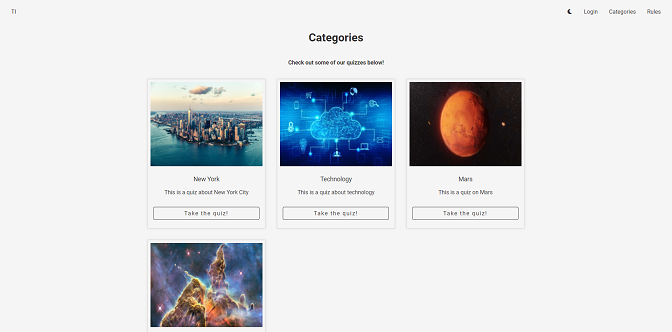 TI
Login Categories Rules
Categories
Check out some of our quizzes below!
New York
This is a quiz about New York City
Take the quiz!
Technology
This is a quiz about technology
Take the quiz!
Mars
This is a quiz on Mars
Take the quiz!